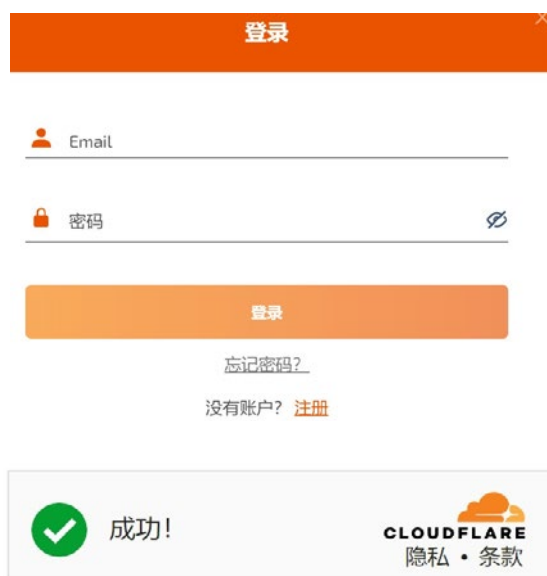 登录
Email
密码
登录
忘记密码?
没有账户? 注册
成功!
CLOUDFLARE
隐私 • 条款